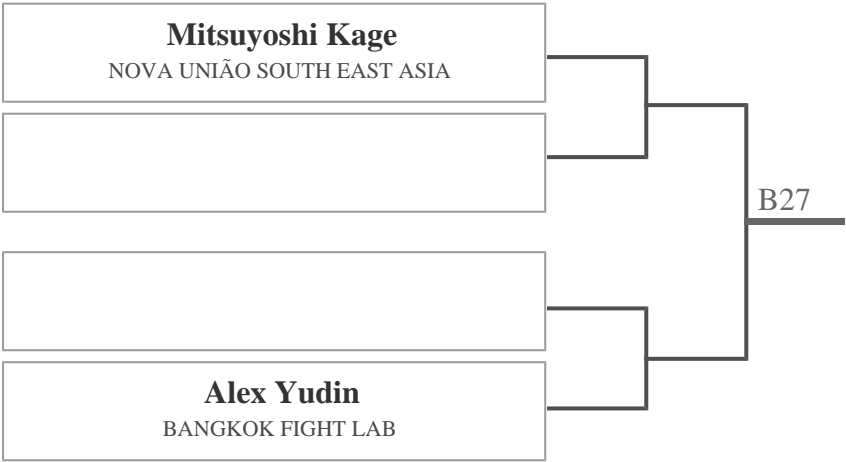 Mitsuyoshi Kage
NOVA UNIÃO SOUTH EAST ASIA
B27
Alex Yudin
BANGKOK FIGHT LAB